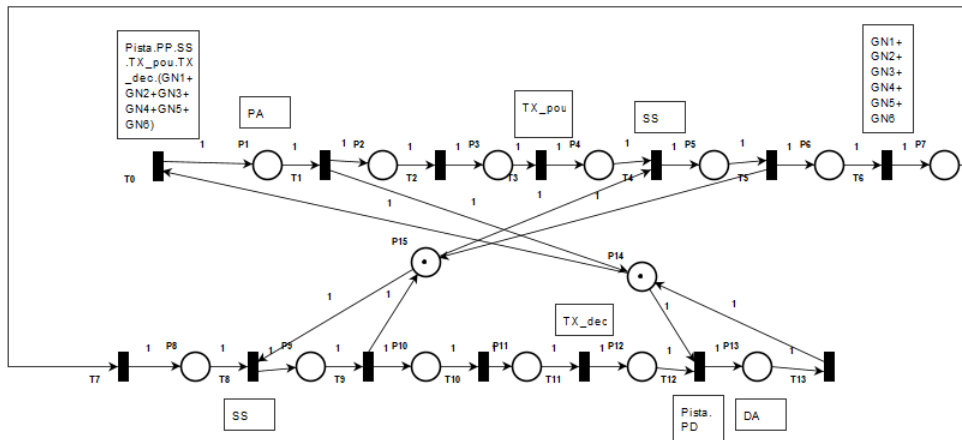 Pista.PP.SS
.TX_pou.TX
_dec.(GN1+
GN2+GN3+
GN4+GN5+
GN6)
PA
TX_pou
SS
GN1+
GN2+
GN3+
GN4+
GN5+
GN6
1 P1 1 1 P2 1 1 P3 1 1 P4 1 1 P5 1 1 P6 1 1 P7
T0 T1 T2 T3 T4 T5 T6
1 1 1 1
P15 P14
1 1 1 1
TX_dec
1 P8 1 1 P9 1 1 P10 1 1 P11 1 1 P12 1 1 P13 1
T7 T8 T9 T10 T11 T12 T13
SS
Pista.
PD
DA